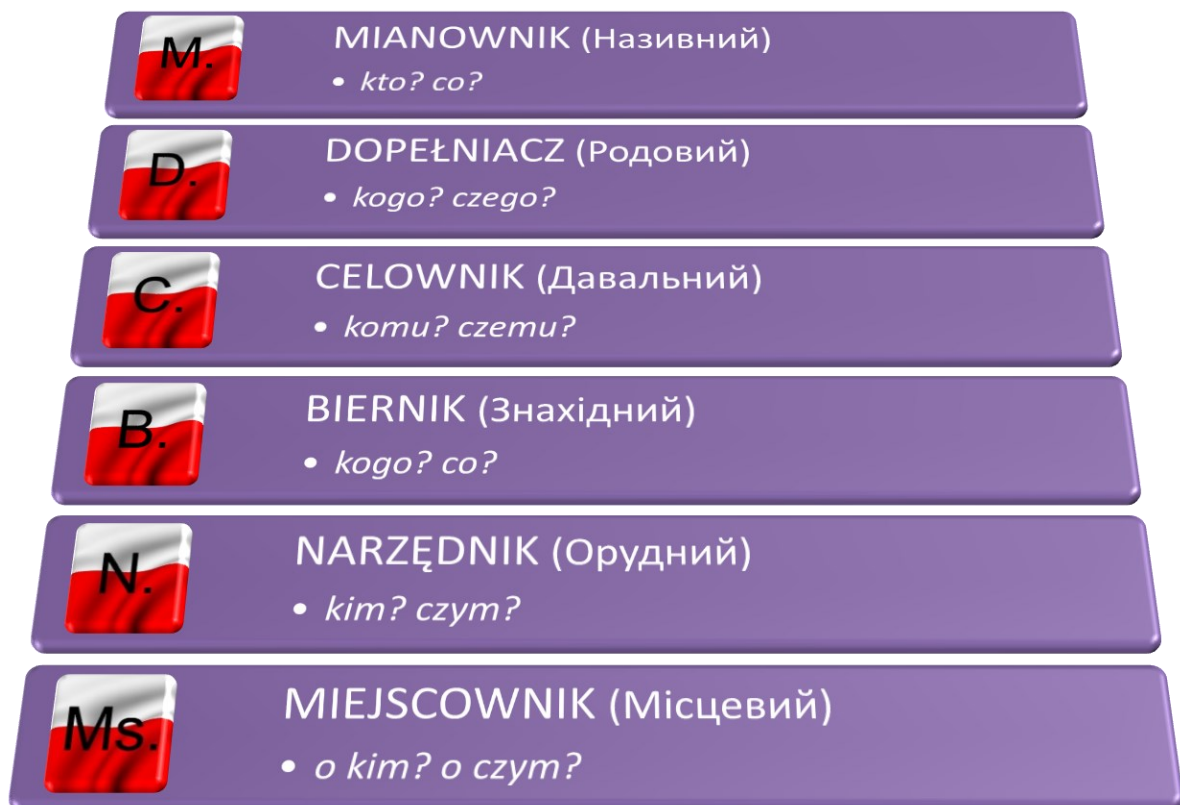 M.
MIANOWNIK (Називний)
• kto? co?
D.
DOPEŁNIACZ (Родовий)
• kogo? czego?
C.
CELOWNIK (Давальний)
• komu? czemu?
B.
BIERNIK (Знахідний)
• kogo? co?
N.
NARZĘDNIK (Орудний)
• kim? czym?
Ms.
MIEJSCOWNIK (Місцевий)
• o kim? o czym?